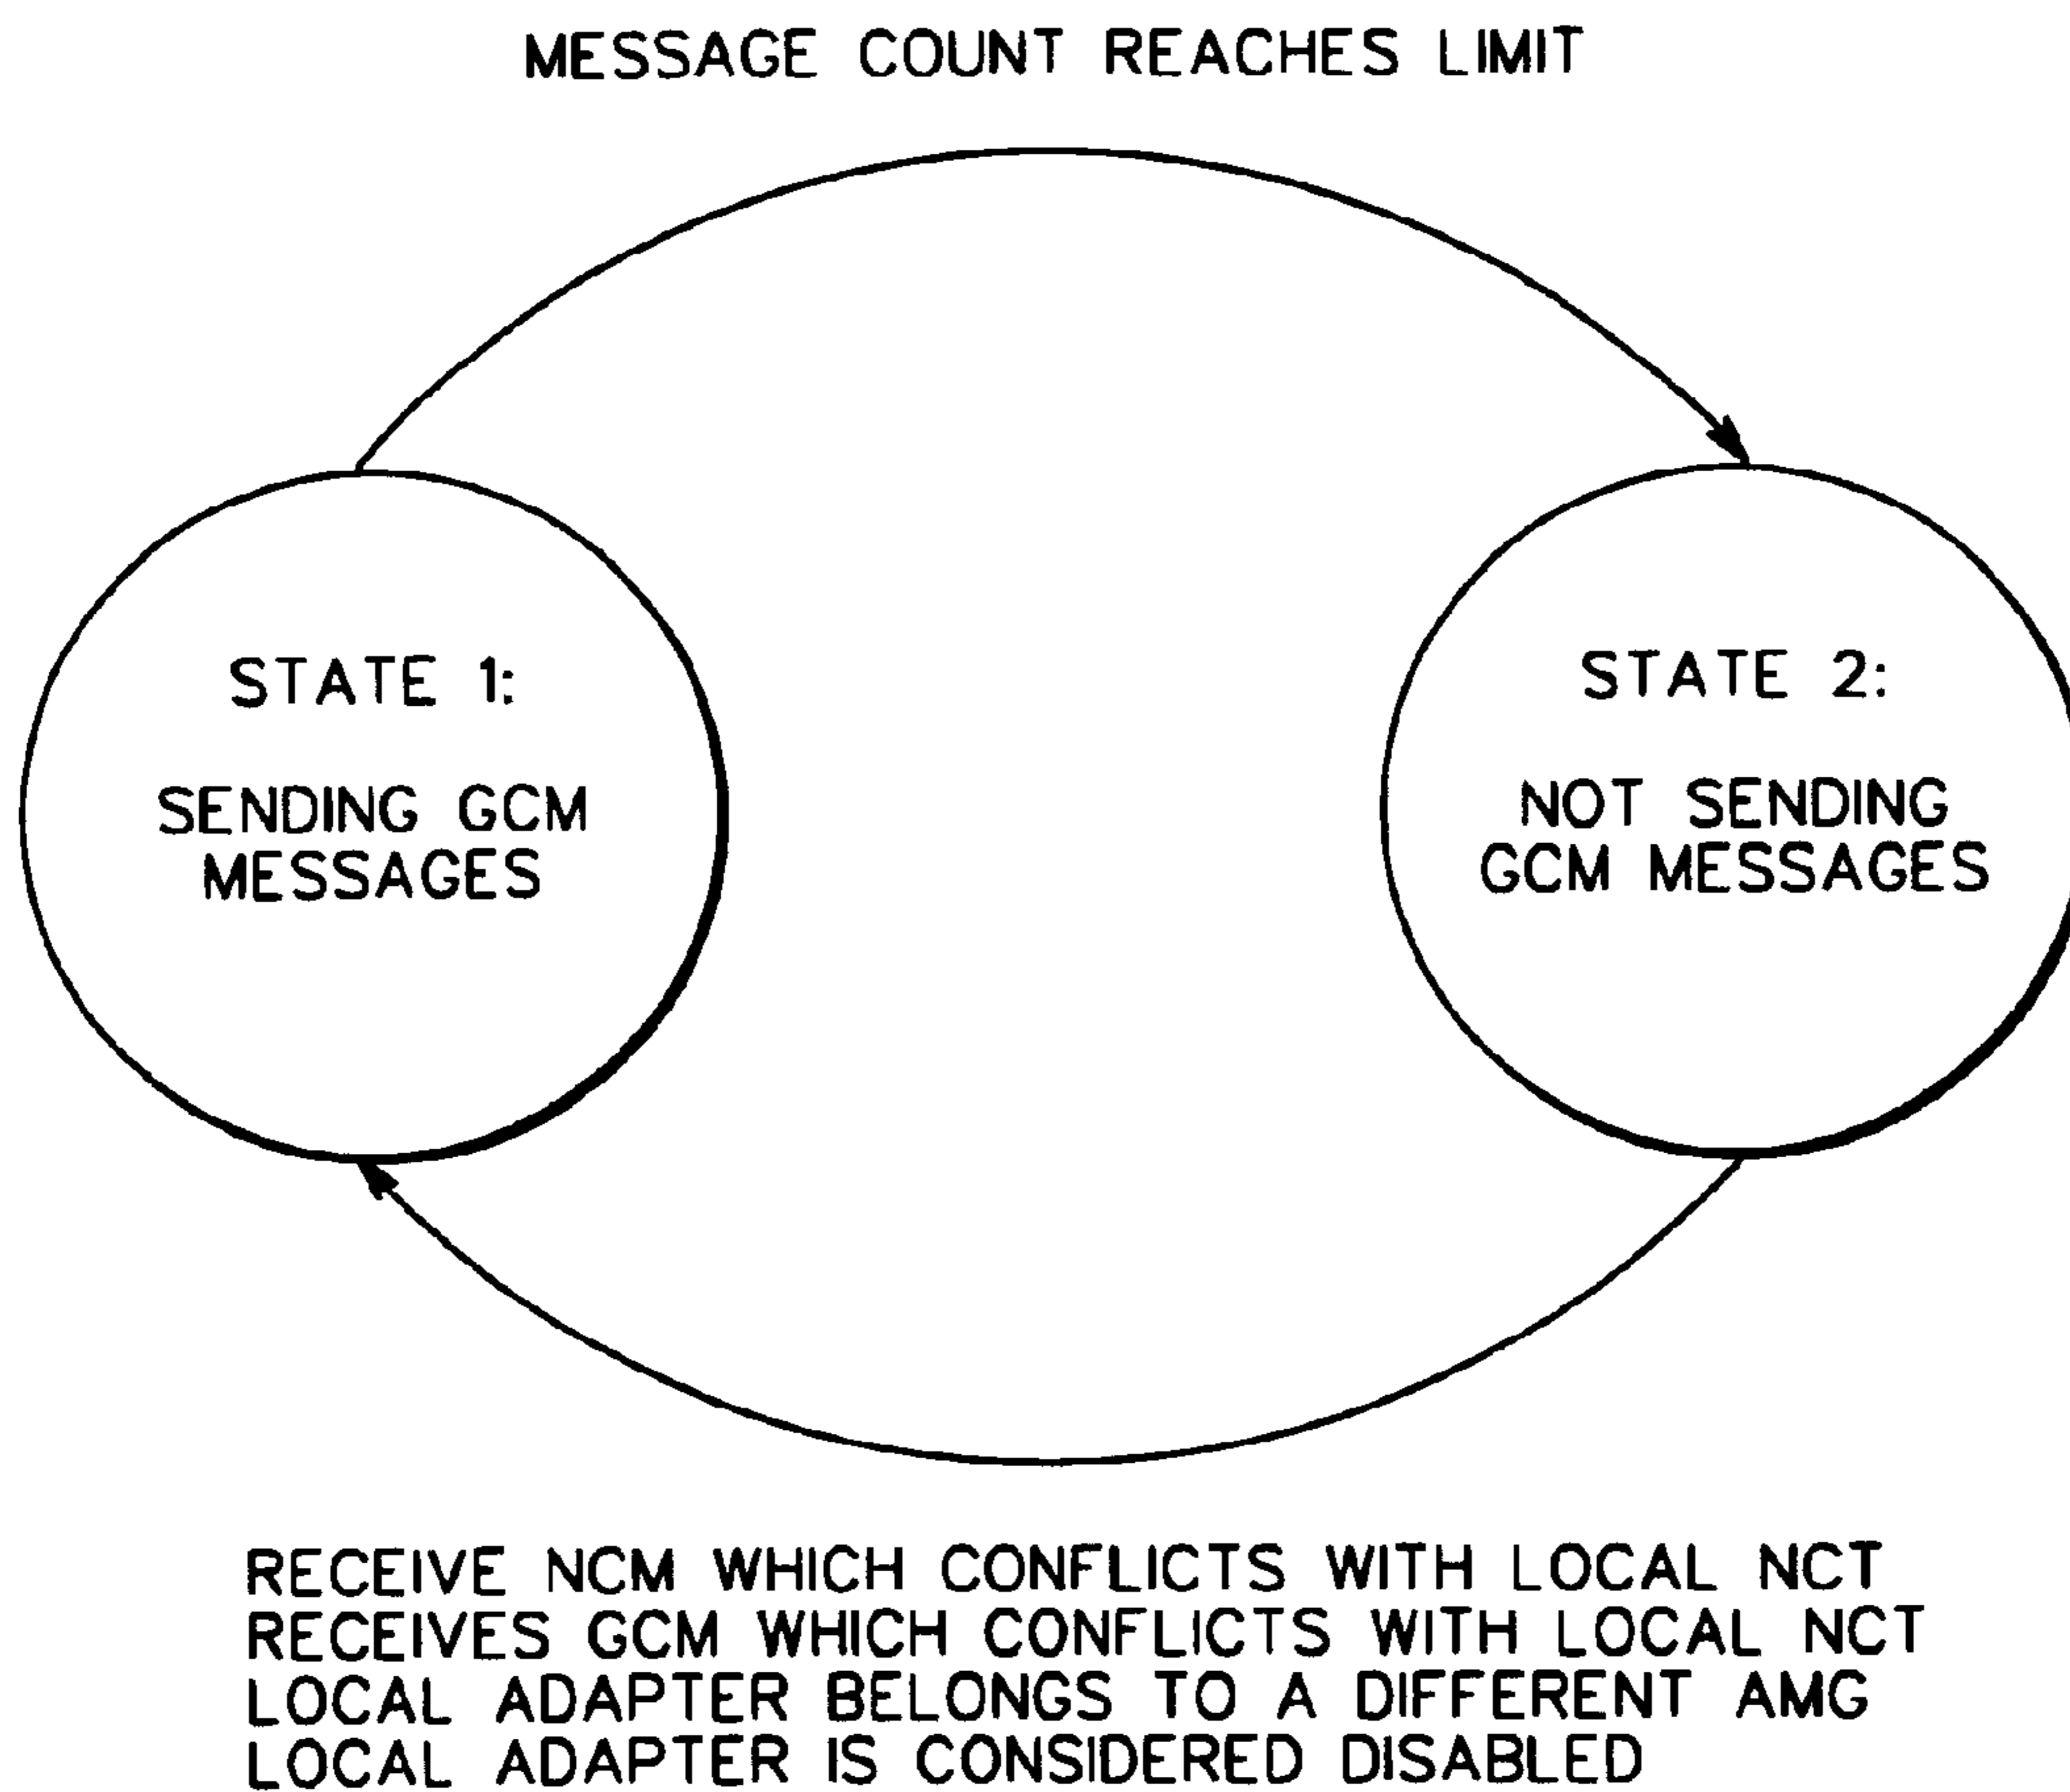 MESSAGE COUNT REACHES LIMIT
STATE 1:
SENDING GCM
MESSAGES
STATE 2:
NOT SENDING
GCM MESSAGES
RECEIVE NCM WHICH CONFLICTS WITH LOCAL NCT
RECEIVES GCM WHICH CONFLICTS WITH LOCAL NCT
LOCAL ADAPTER BELONGS TO A DIFFERENT AMG
LOCAL ADAPTER IS CONSIDERED DISABLED